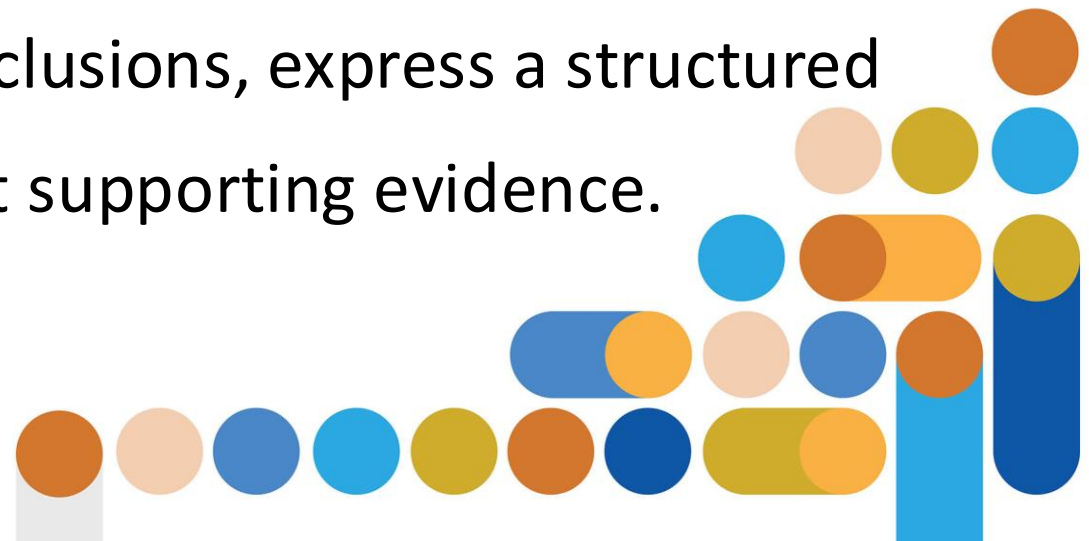 clusions, express a structured
t supporting evidence.